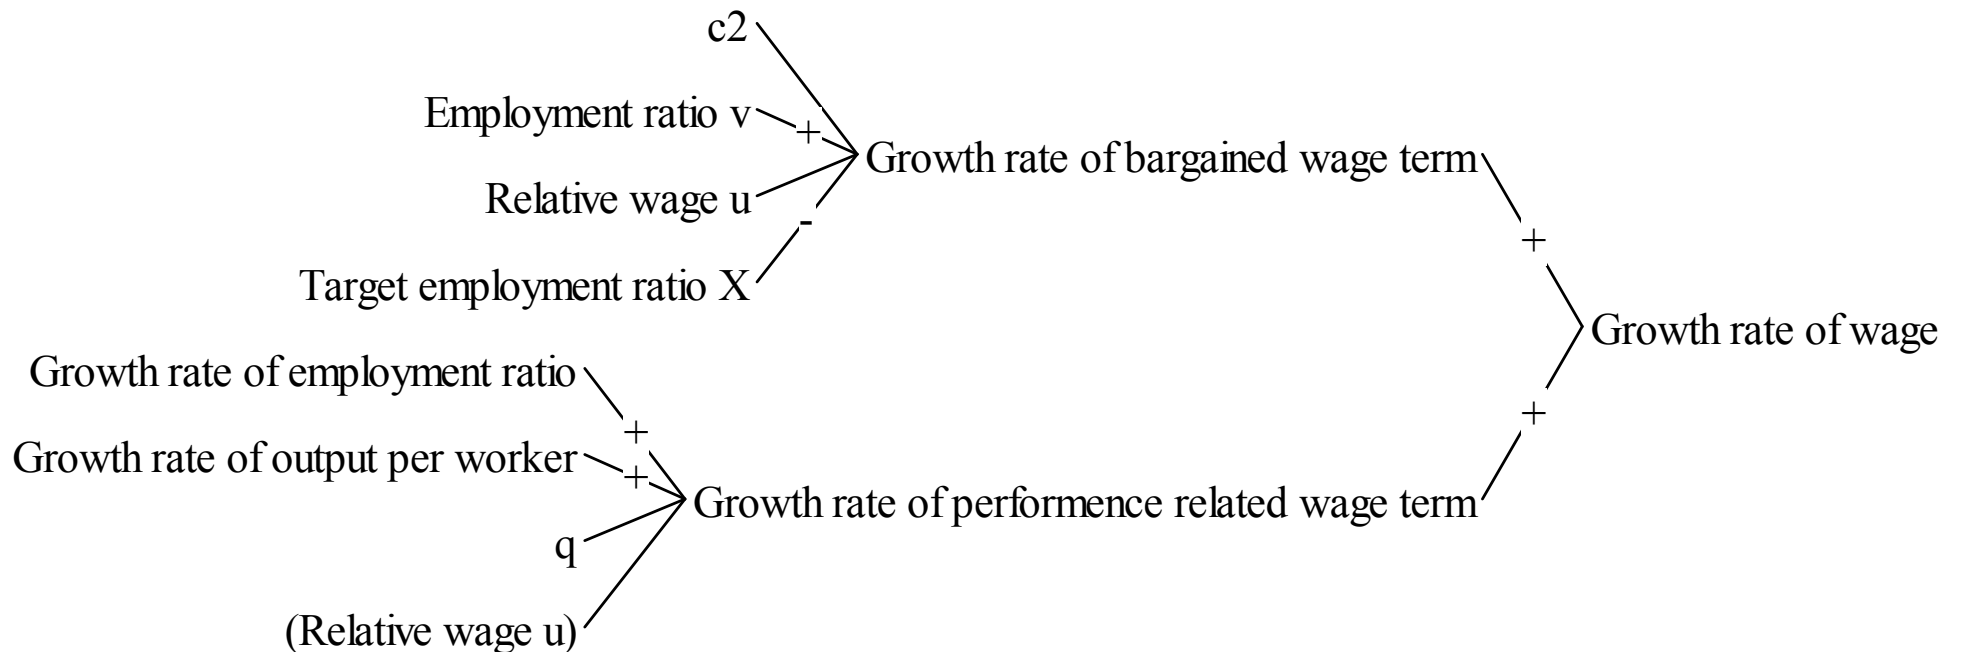 c2
Employment ratio v
+
Growth rate of bargained wage term
Relative wage u
-
Target employment ratio X
+
Growth rate of wage
Growth rate of employment ratio
+
+
Growth rate of output per worker
+
Growth rate of performence related wage term
q
(Relative wage u)